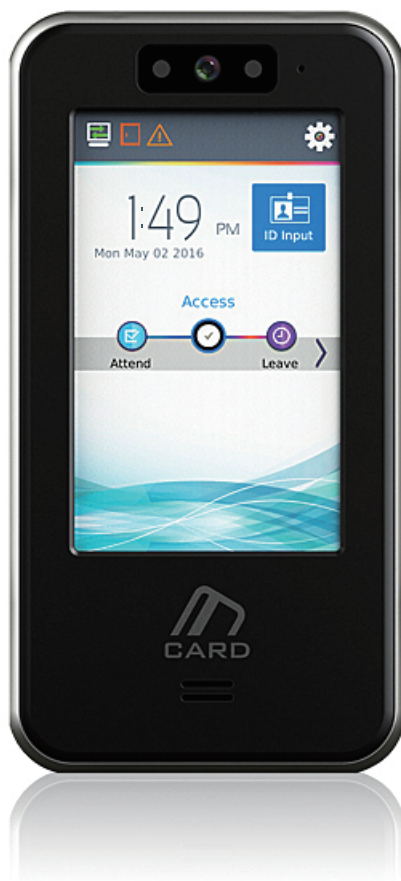 1:49 PM
ID Input
Mon May 02 2016
Access
Attend
Leave
CARD